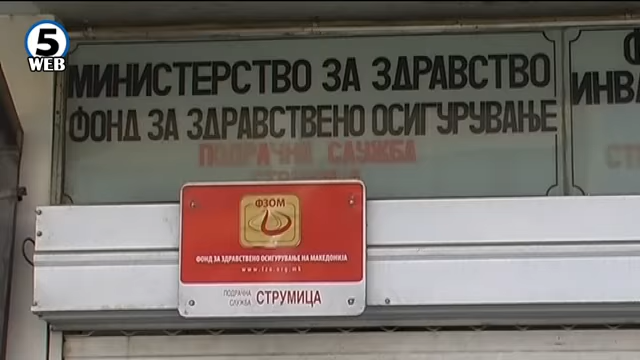 5
WEB
МИНИСТЕРСТВО ЗА ЗДРАВСТВО
ФОНД ЗА ЗДРАВСТВЕНО ОСИГУРУВАЊЕ
ПОДРАЧНА СЛУЖБА
Ф
ИНВА
ФЗОМ
ФОНД ЗА ЗДРАВСТВЕНО ОСИГУРУВАЊЕ НА МАКЕДОНИЈА
www.fzo.org.mk
ПОДРАЧНА
СЛУЖБА СТРУМИЦА